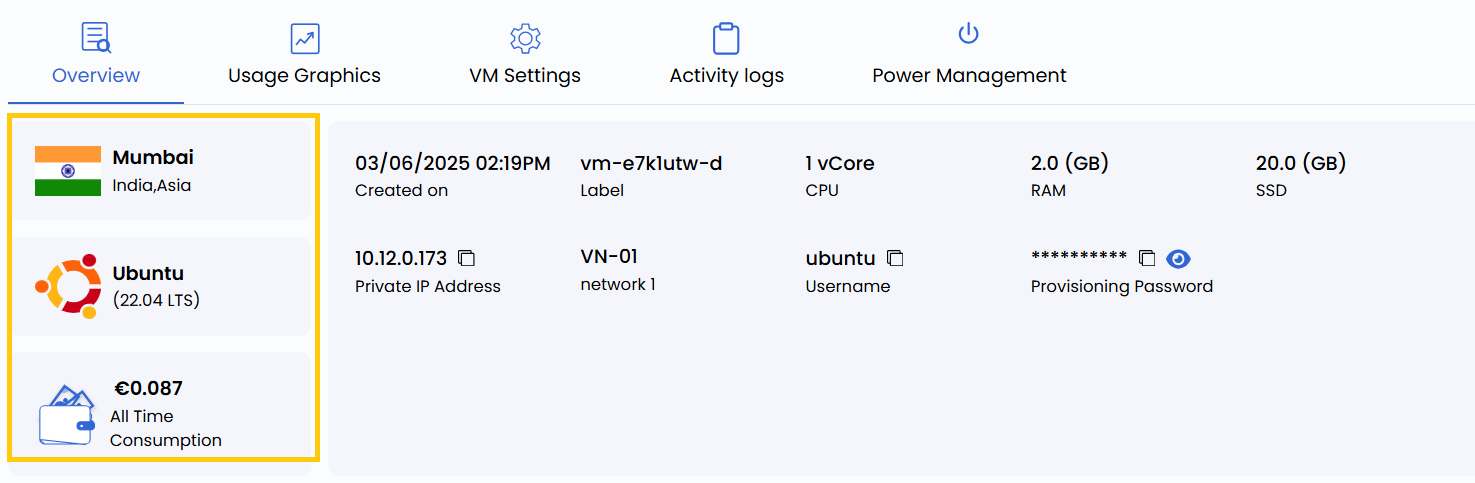 Overview
Usage Graphics
VM Settings
Activity logs
Power Management
Mumbai
India,Asia
Ubuntu
(22.04 LTS)
€0.087
All Time
Consumption
03/06/2025 02:19PM
Created on
vm-e7k1utw-d
Label
1 vCore
CPU
2.0 (GB)
RAM
20.0 (GB)
SSD
10.12.0.173
Private IP Address
VN-01
network 1
ubuntu
Username
**********
Provisioning Password